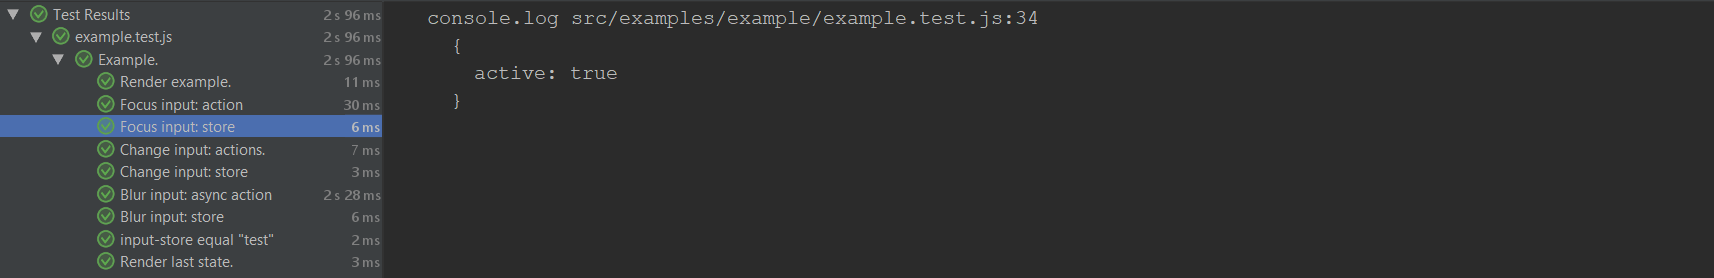 Test Results 2 s 96 ms
example.test.js 2 s 96 ms
Example. 2 s 96 ms
Render example. 11 ms
Focus input: action 30 ms
Focus input: store 6 ms
Change input: actions. 7 ms
Change input: store 3 ms
Blur input: async action 2 s 28 ms
Blur input: store 6 ms
input-store equal "test" 2 ms
Render last state. 3 ms
console.log src/examples/example/example.test.js:34
{
active: true
}